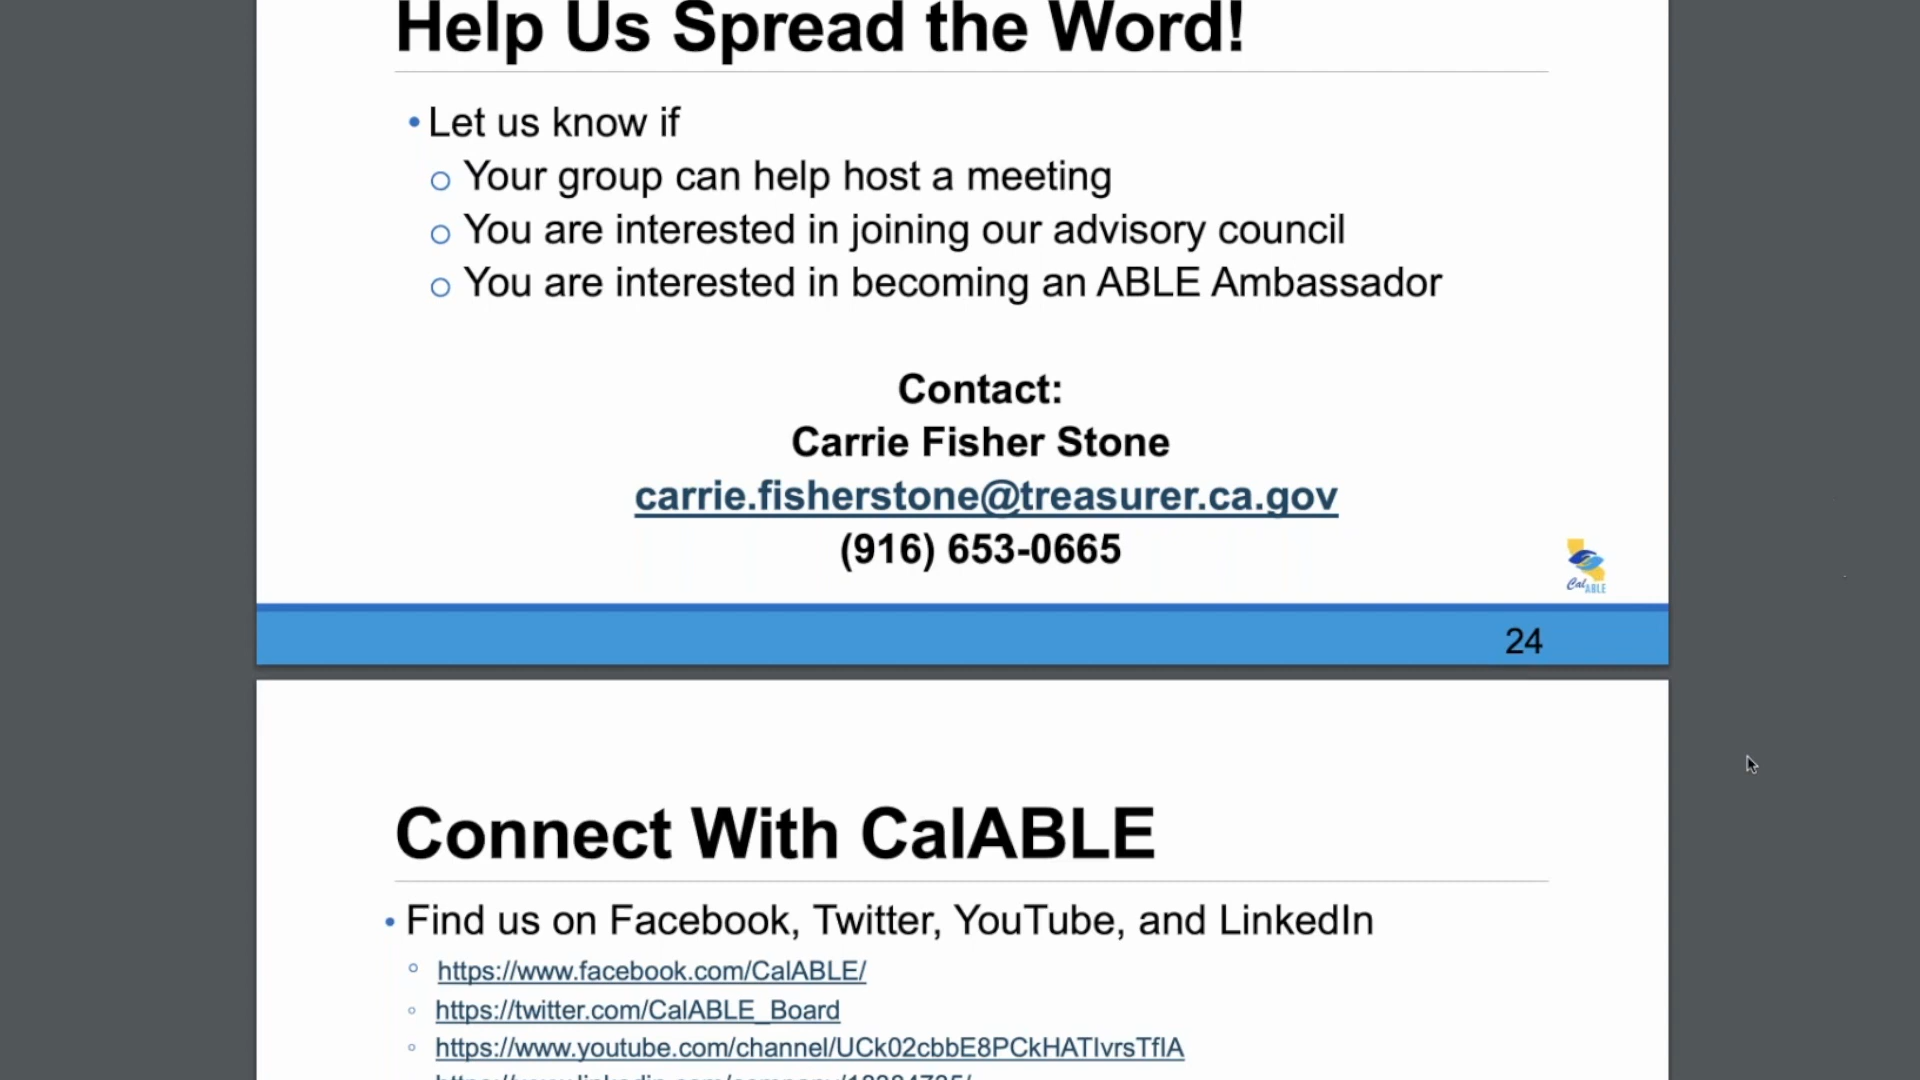 Help Us Spread the Word!
• Let us know if
o Your group can help host a meeting
o You are interested in joining our advisory council
o You are interested in becoming an ABLE Ambassador
Contact:
Carrie Fisher Stone
carrie.fisherstone@treasurer.ca.gov
(916) 653-0665
CalABLE
24
Connect With CalABLE
• Find us on Facebook, Twitter, YouTube, and LinkedIn
◦ https://www.facebook.com/CalABLE/
◦ https://twitter.com/CalABLE_Board
◦ https://www.youtube.com/channel/UCk02cbbE8PCkHATIvrsTfIA